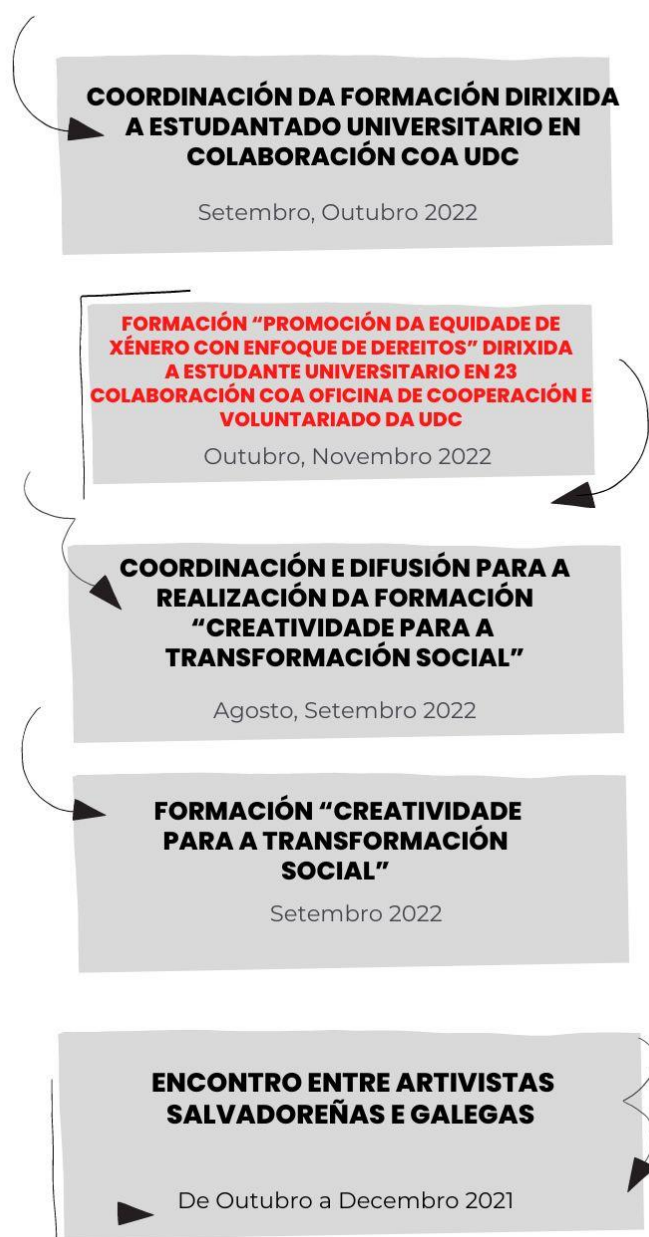 COORDINACIÓN DA FORMACIÓN DIRIXIDA
A ESTUDANTADO UNIVERSITARIO EN
COLABORACIÓN COA UDC
Setembro, Outubro 2022
FORMACIÓN “PROMOCIÓN DA EQUIDADE DE
XÉNERO CON ENFOQUE DE DEREITOS” DIRIXIDA
A ESTUDANTE UNIVERSITARIO EN 23
COLABORACIÓN COA OFICINA DE COOPERACIÓN E
VOLUNTARIADO DA UDC
Outubro, Novembro 2022
COORDINACIÓN E DIFUSIÓN PARA A
REALIZACIÓN DA FORMACIÓN
“CREATIVIDADE PARA A
TRANSFORMACIÓN SOCIAL”
Agosto, Setembro 2022
FORMACIÓN “CREATIVIDADE
PARA A TRANSFORMACIÓN
SOCIAL”
Setembro 2022
ENCONTRO ENTRE ARTIVISTAS
SALVADOREÑAS E GALEGAS
De Outubro a Decembro 2021